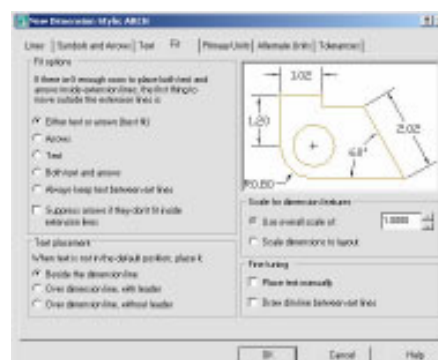 New Dimension Style: ARCH
Lines Symbols and Arrows Text Fit Primary Units Alternate Units Tolerances
Fit options
If there isn't enough room to place both text and
arrows inside extension lines, the first thing to
move outside the extension lines is:
Either text or arrows (best fit)
Arrows
Text
Both text and arrows
Always keep text between ext lines
Suppress arrows if they don't fit inside
extension lines
Text placement
When text is not in the default position, place it:
Beside the dimension line
Over dimension line, with leader
Over dimension line, without leader
1.02
1.20
2.02
60°
R0.80
Scale for dimension features
Use overall scale of:
1.0000
Scale dimensions to layout
Fine tuning
Place text manually
Draw dim line between ext lines
OK
Cancel
Help